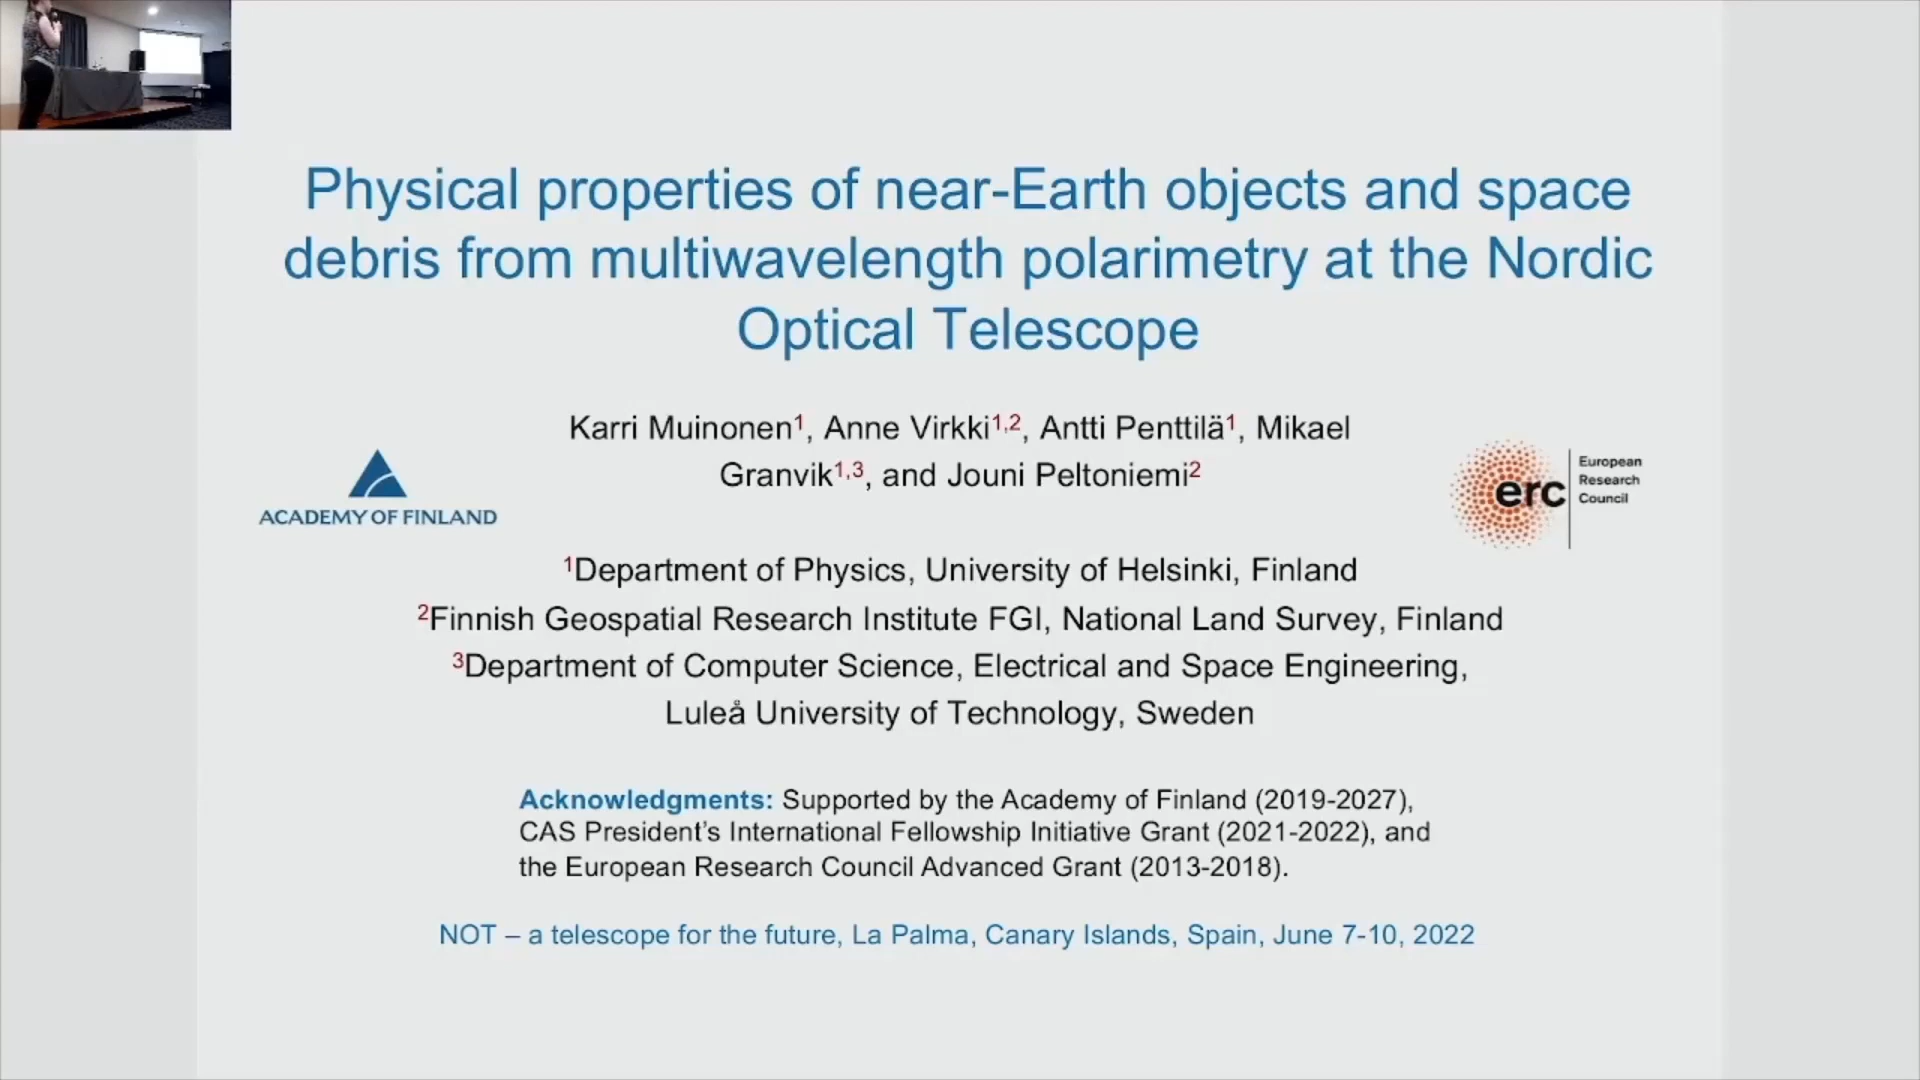 Physical properties of near-Earth objects and space
debris from multiwavelength polarimetry at the Nordic
Optical Telescope
Karri Muinonen1, Anne Virkki1,2, Antti Penttilä1, Mikael
Granvik1,3, and Jouni Peltoniemi2
ACADEMY OF FINLAND
erc
European
Research
Council
1Department of Physics, University of Helsinki, Finland
2Finnish Geospatial Research Institute FGI, National Land Survey, Finland
3Department of Computer Science, Electrical and Space Engineering,
Luleå University of Technology, Sweden
Acknowledgments: Supported by the Academy of Finland (2019-2027),
CAS President’s International Fellowship Initiative Grant (2021-2022), and
the European Research Council Advanced Grant (2013-2018).
NOT – a telescope for the future, La Palma, Canary Islands, Spain, June 7-10, 2022